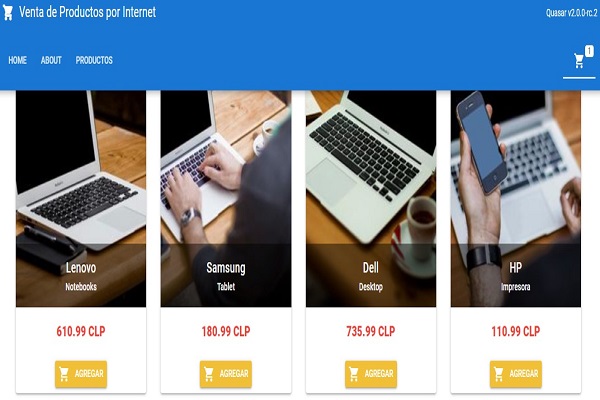 Venta de Productos por Internet
Quasar v2.0.0-rc.2
HOME ABOUT PRODUCTOS
1
Lenovo
Notebooks
610.99 CLP
AGREGAR
Samsung
Tablet
180.99 CLP
AGREGAR
Dell
Desktop
735.99 CLP
AGREGAR
HP
Impresora
110.99 CLP
AGREGAR